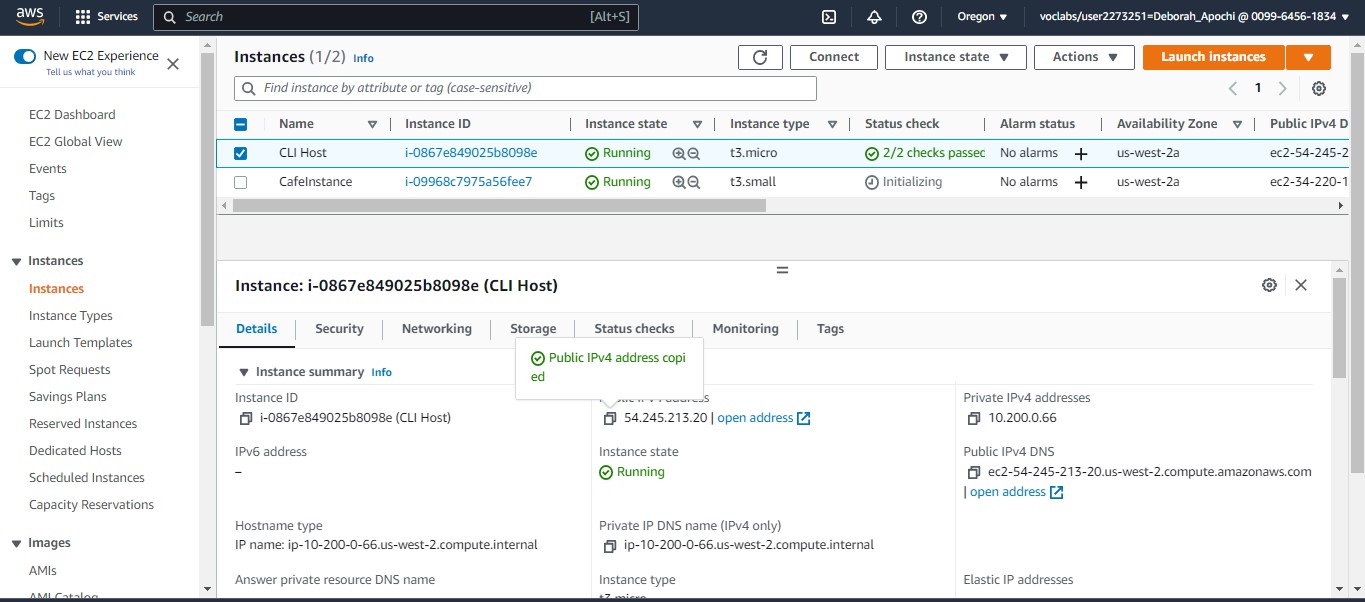 aws Services Search [Alt+S] Oregon ▼ voclabs/user2273251=Deborah_Apochi @ 0099-6456-1834 ▼
New EC2 Experience
Tell us what you think
EC2 Dashboard
EC2 Global View
Events
Tags
Limits
Instances
Instances
Instance Types
Launch Templates
Spot Requests
Savings Plans
Reserved Instances
Dedicated Hosts
Scheduled Instances
Capacity Reservations
Images
AMIs
AMI Catalog
Instances (1/2) Info
Connect Instance state ▼ Actions ▼ Launch instances ▼
Find instance by attribute or tag (case-sensitive)
1
Name Instance ID Instance state Instance type Status check Alarm status Availability Zone Public IPv4 D
CLI Host i-0867e849025b8098e Running t3.micro 2/2 checks passed No alarms + us-west-2a ec2-54-245-2
CafeInstance i-09968c7975a56fee7 Running t3.small Initializing No alarms + us-west-2a ec2-34-220-1
Instance: i-0867e849025b8098e (CLI Host)
Details Security Networking Storage Status checks Monitoring Tags
Public IPv4 address copi
ed
Instance summary Info
Instance ID
i-0867e849025b8098e (CLI Host)
Public IPv4 address
54.245.213.20 | open address
Private IPv4 addresses
10.200.0.66
IPv6 address
–
Instance state
Running
Public IPv4 DNS
ec2-54-245-213-20.us-west-2.compute.amazonaws.com
| open address
Hostname type
IP name: ip-10-200-0-66.us-west-2.compute.internal
Private IP DNS name (IPv4 only)
ip-10-200-0-66.us-west-2.compute.internal
Answer private resource DNS name
Instance type
t3.micro
Elastic IP addresses